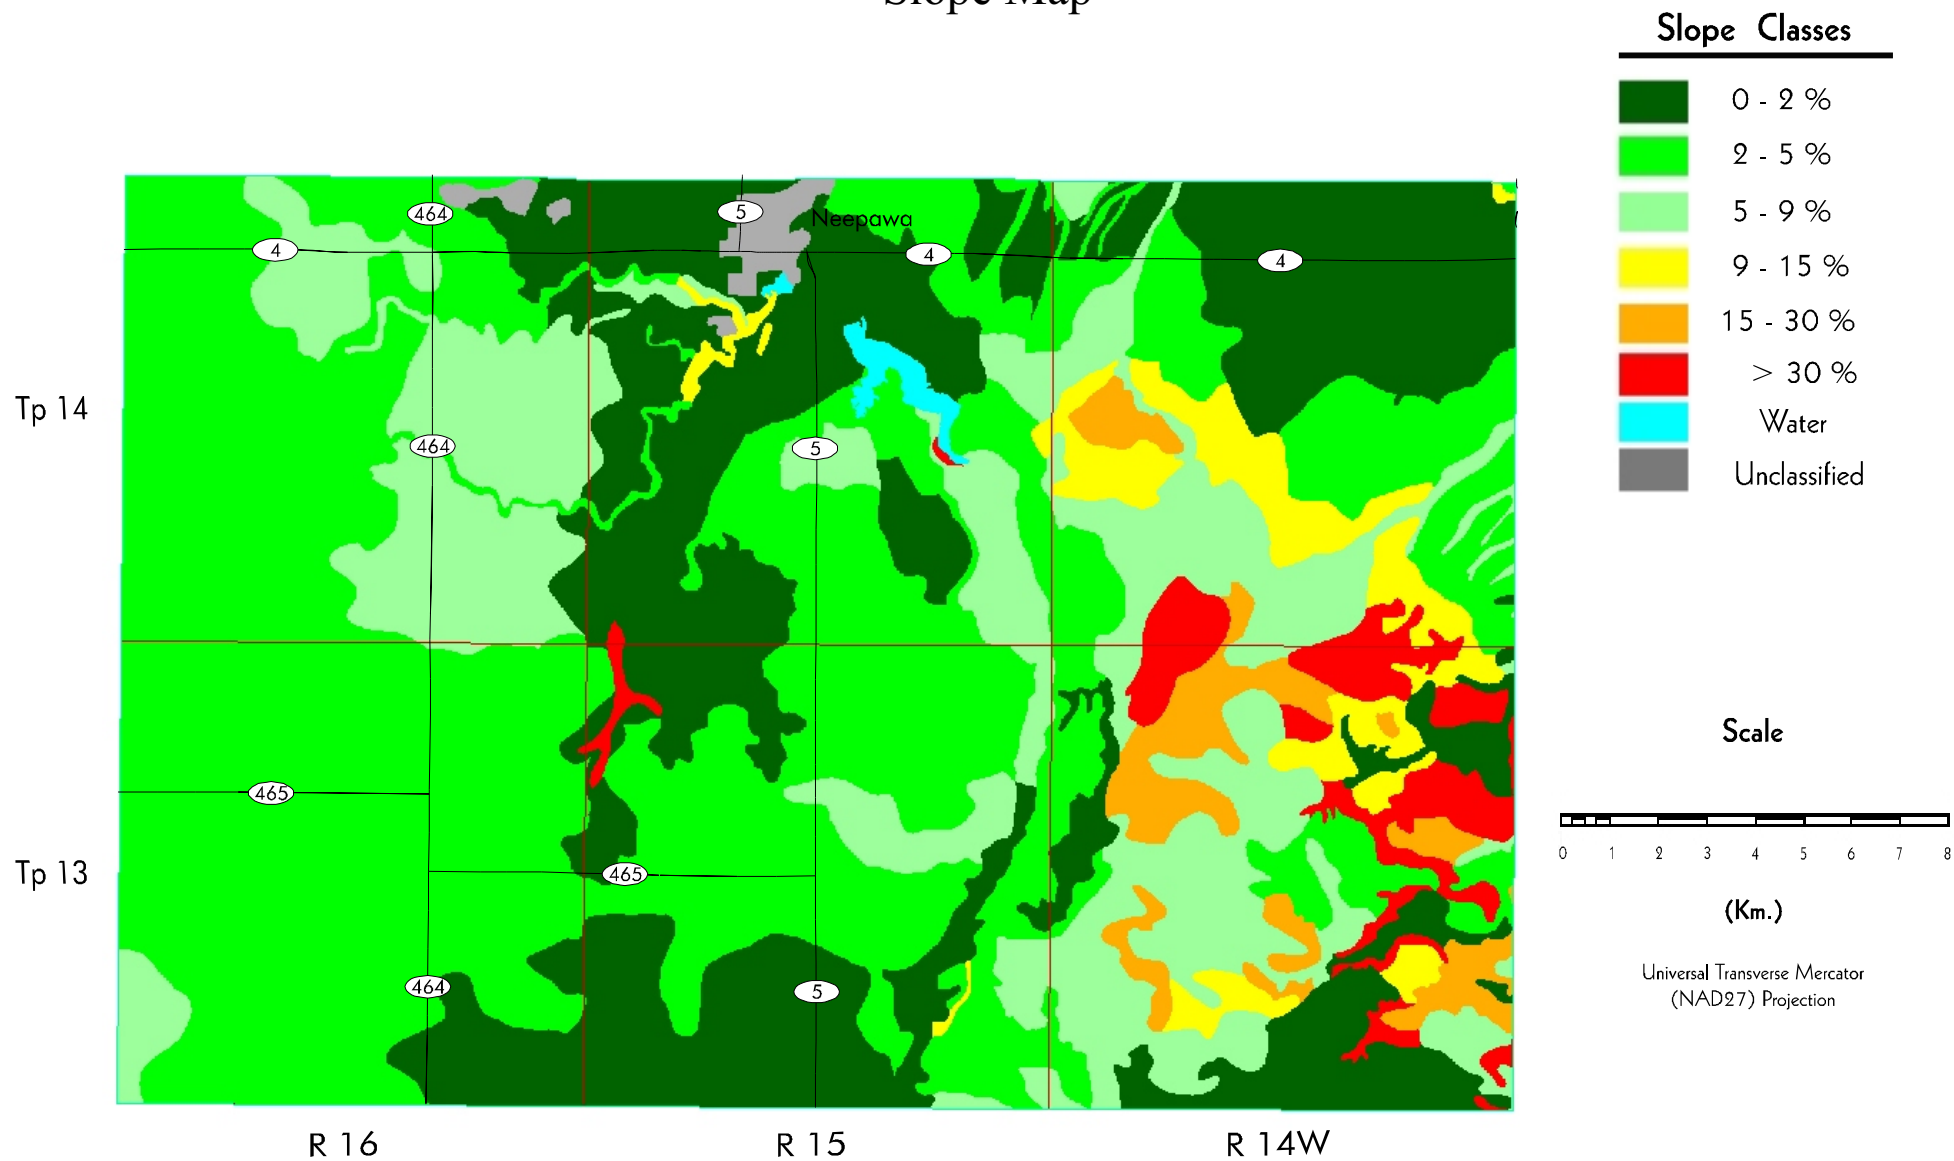 Slope Map
Slope Classes
0 - 2 %
2 - 5 %
5 - 9 %
9 - 15 %
15 - 30 %
> 30 %
Water
Unclassified
464
5
Neepawa
4
4
4
Tp 14
464
5
Scale
465
0 1 2 3 4 5 6 7 8
Tp 13
465
(Km.)
Universal Transverse Mercator
(NAD27) Projection
464
5
R 16
R 15
R 14W